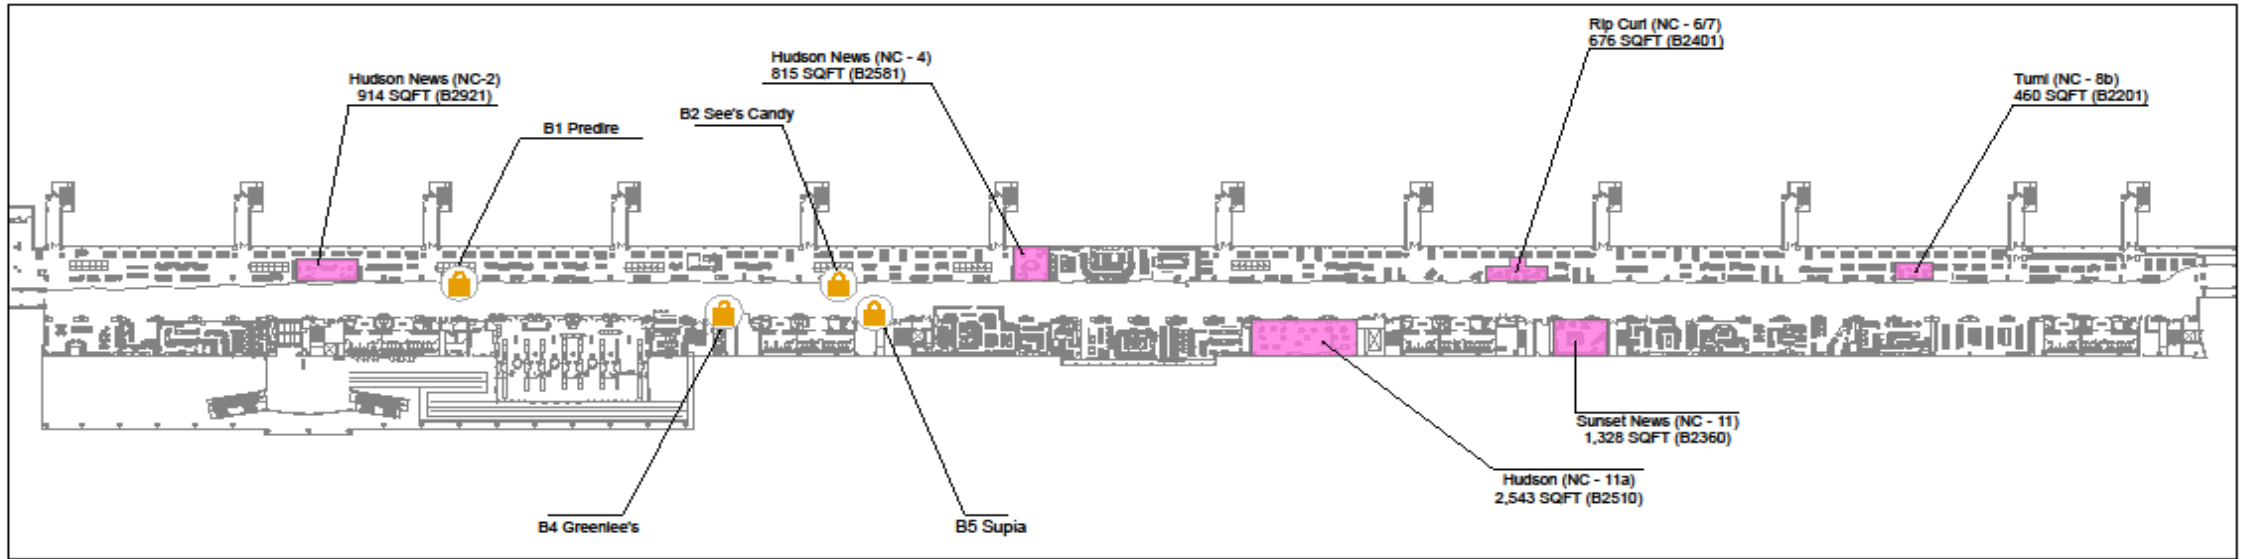 Rip Curl (NC - 6/7)
676 SQFT (B2401)
Hudson News (NC - 4)
815 SQFT (B2581)
Hudson News (NC-2)
914 SQFT (B2921)
Tumi (NC - 8b)
460 SQFT (B2201)
B2 See's Candy
B1 Predire
Sunset News (NC - 11)
1,328 SQFT (B2360)
Hudson (NC - 11a)
2,543 SQFT (B2510)
B4 Greenlee's
B5 Supia